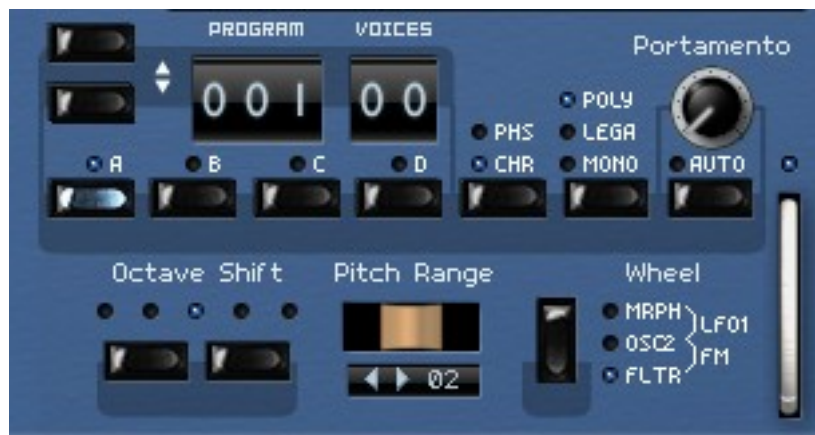 PROGRAM VOICES
Portamento
001 00
POLY
PHS LEGA
A B C D CHR MONO AUTO
Octave Shift Pitch Range Wheel
MRPH
LFO1
OSC2
FM
02 FLTR